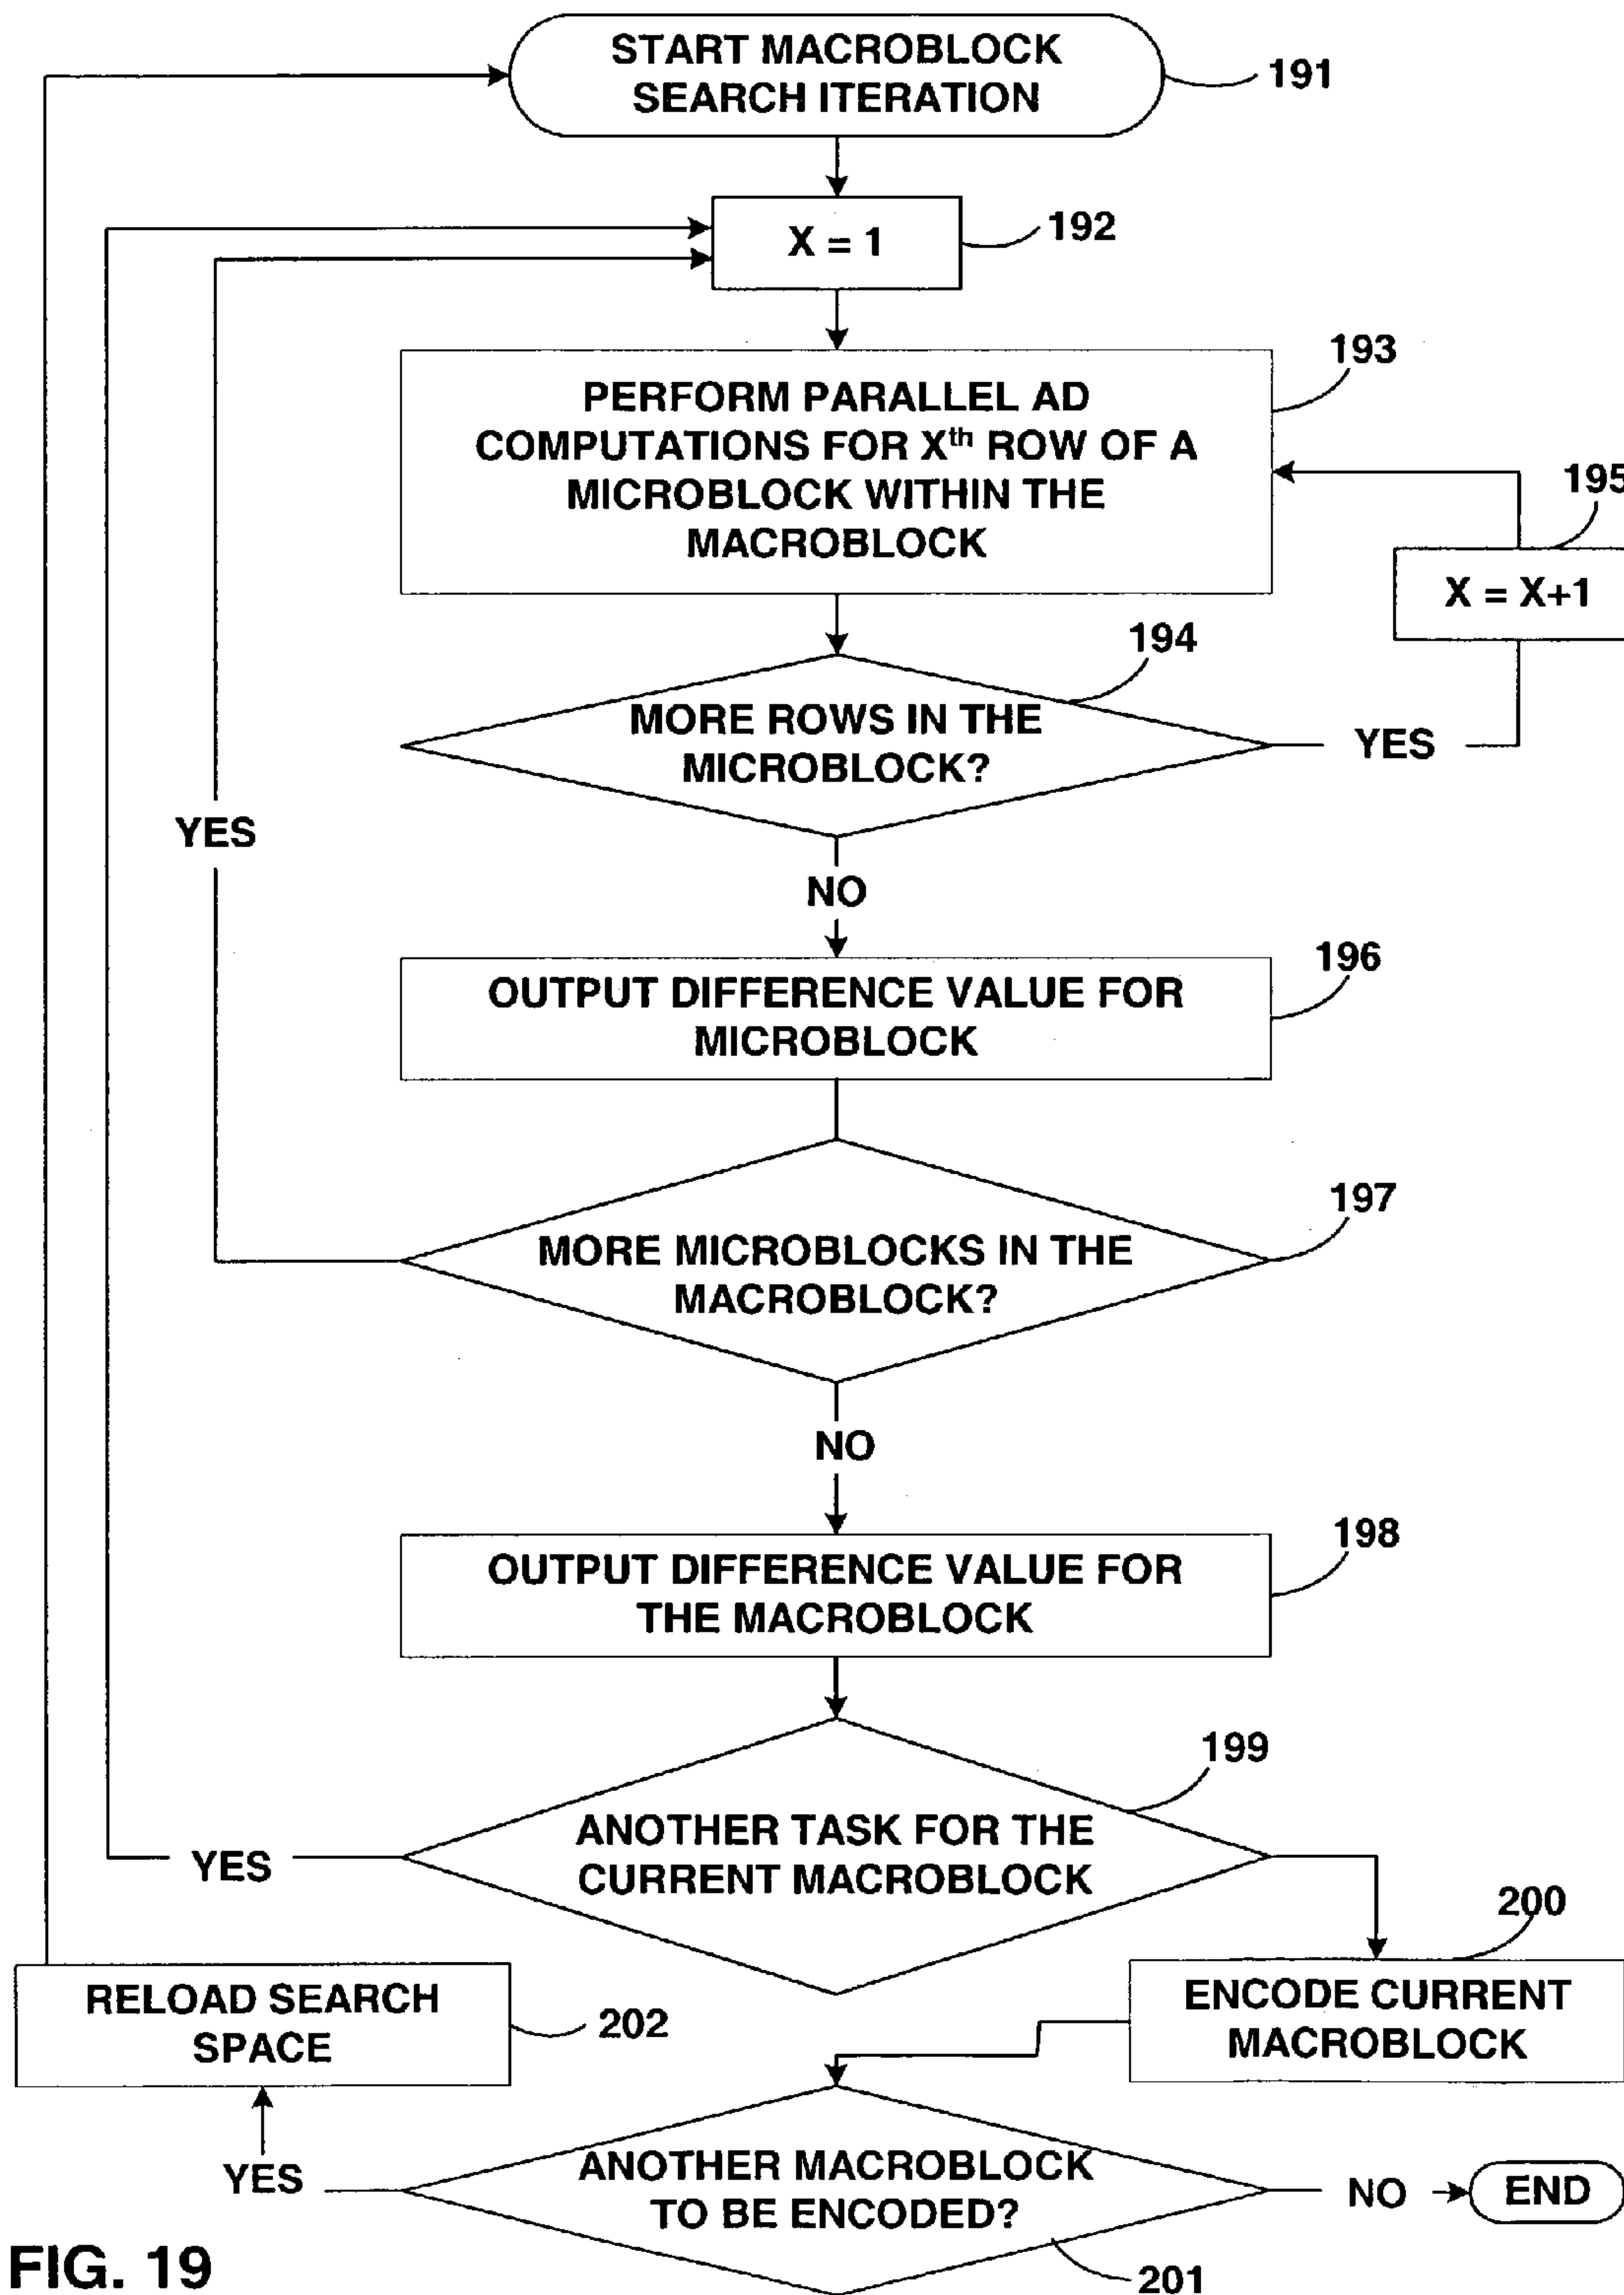 START MACROBLOCK
SEARCH ITERATION
191
X = 1
192
193
PERFORM PARALLEL AD
COMPUTATIONS FOR Xth ROW OF A
MICROBLOCK WITHIN THE
MACROBLOCK
195
X = X+1
194
MORE ROWS IN THE
MICROBLOCK?
YES
YES
NO
196
OUTPUT DIFFERENCE VALUE FOR
MICROBLOCK
197
MORE MICROBLOCKS IN THE
MACROBLOCK?
NO
198
OUTPUT DIFFERENCE VALUE FOR
THE MACROBLOCK
199
ANOTHER TASK FOR THE
CURRENT MACROBLOCK
YES
200
ENCODE CURRENT
MACROBLOCK
RELOAD SEARCH
SPACE
202
YES
ANOTHER MACROBLOCK
TO BE ENCODED?
NO
END
201
FIG. 19